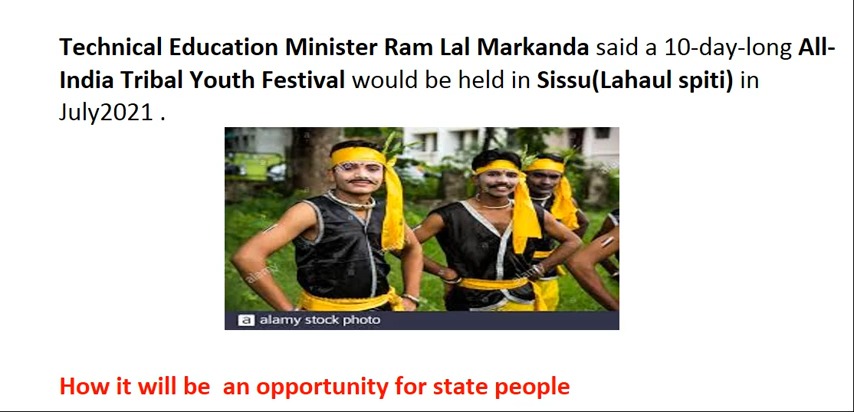 Technical Education Minister Ram Lal Markanda said a 10-day-long All-
India Tribal Youth Festival would be held in Sissu(Lahaul spiti) in
July2021 .
alamy
a alamy stock photo
How it will be  an opportunity for state people